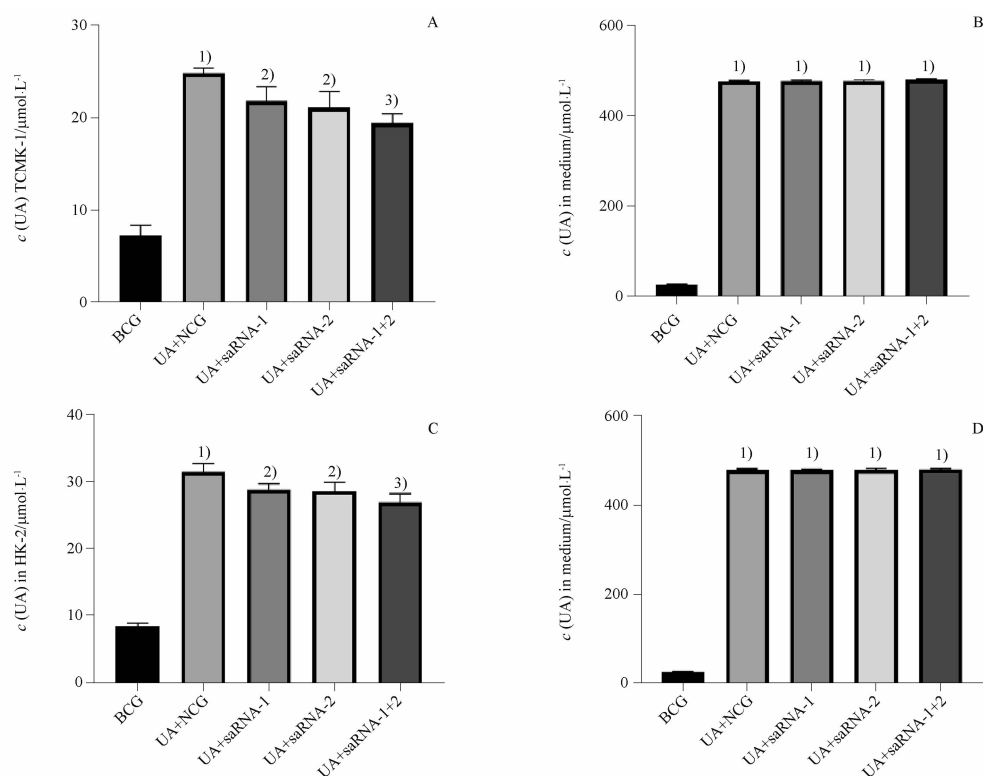 A
c (UA) TCMK-1/μmol·L-1
30
20
10
0
1)
2)
2)
3)
BCG
UA+NCG
UA+saRNA-1
UA+saRNA-2
UA+saRNA-1+2
B
c (UA) in medium/μmol·L-1
600
400
200
0
1)
1)
1)
1)
BCG
UA+NCG
UA+saRNA-1
UA+saRNA-2
UA+saRNA-1+2
C
c (UA) in HK-2/μmol·L-1
40
30
20
10
0
1)
2)
2)
3)
BCG
UA+NCG
UA+saRNA-1
UA+saRNA-2
UA+saRNA-1+2
D
c (UA) in medium/μmol·L-1
600
400
200
0
1)
1)
1)
1)
BCG
UA+NCG
UA+saRNA-1
UA+saRNA-2
UA+saRNA-1+2